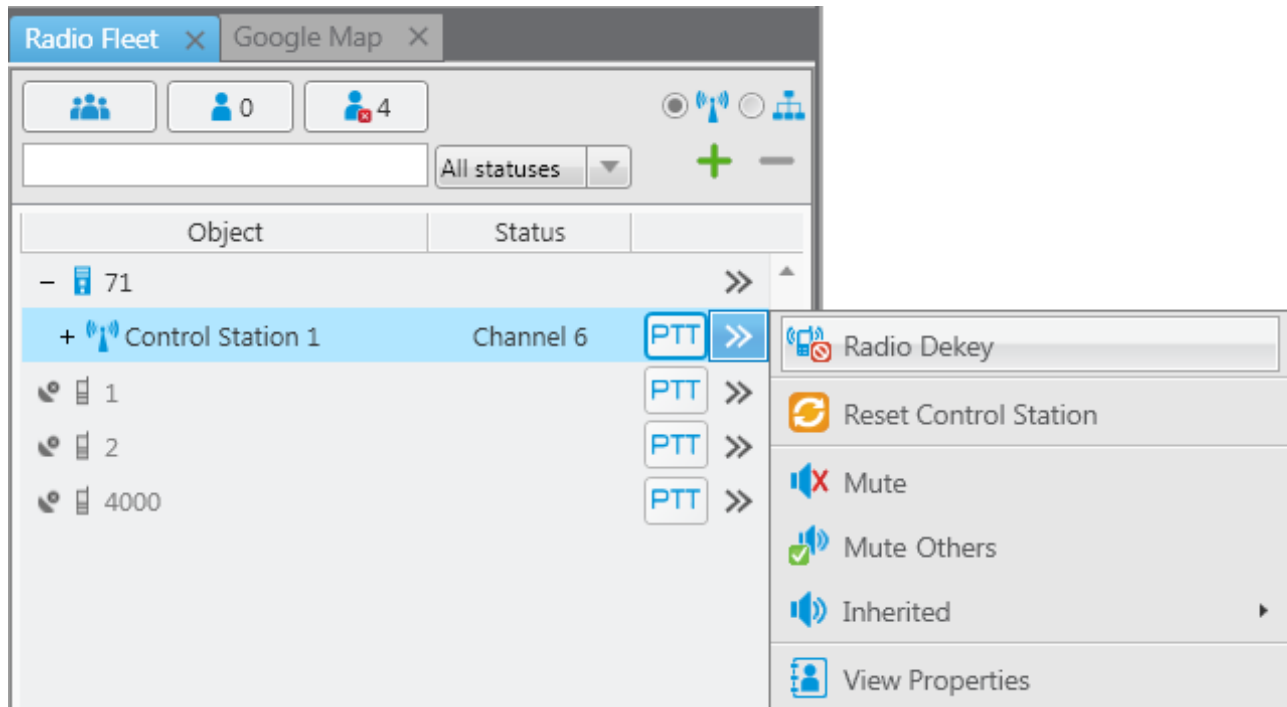 Radio Fleet Google Map
0 4
All statuses
Object Status
71
Control Station 1 Channel 6 PTT
1 PTT
2 PTT
4000 PTT
Radio Dekey
Reset Control Station
Mute
Mute Others
Inherited
View Properties